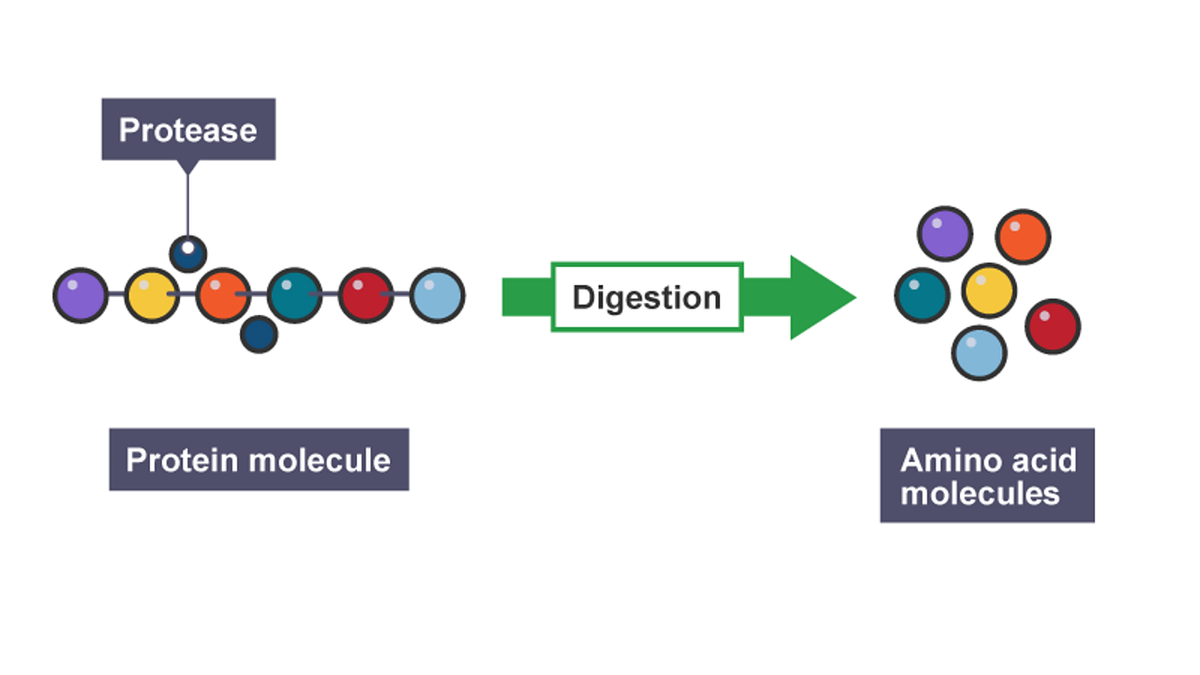 Protease
Digestion
Protein molecule
Amino acid
molecules